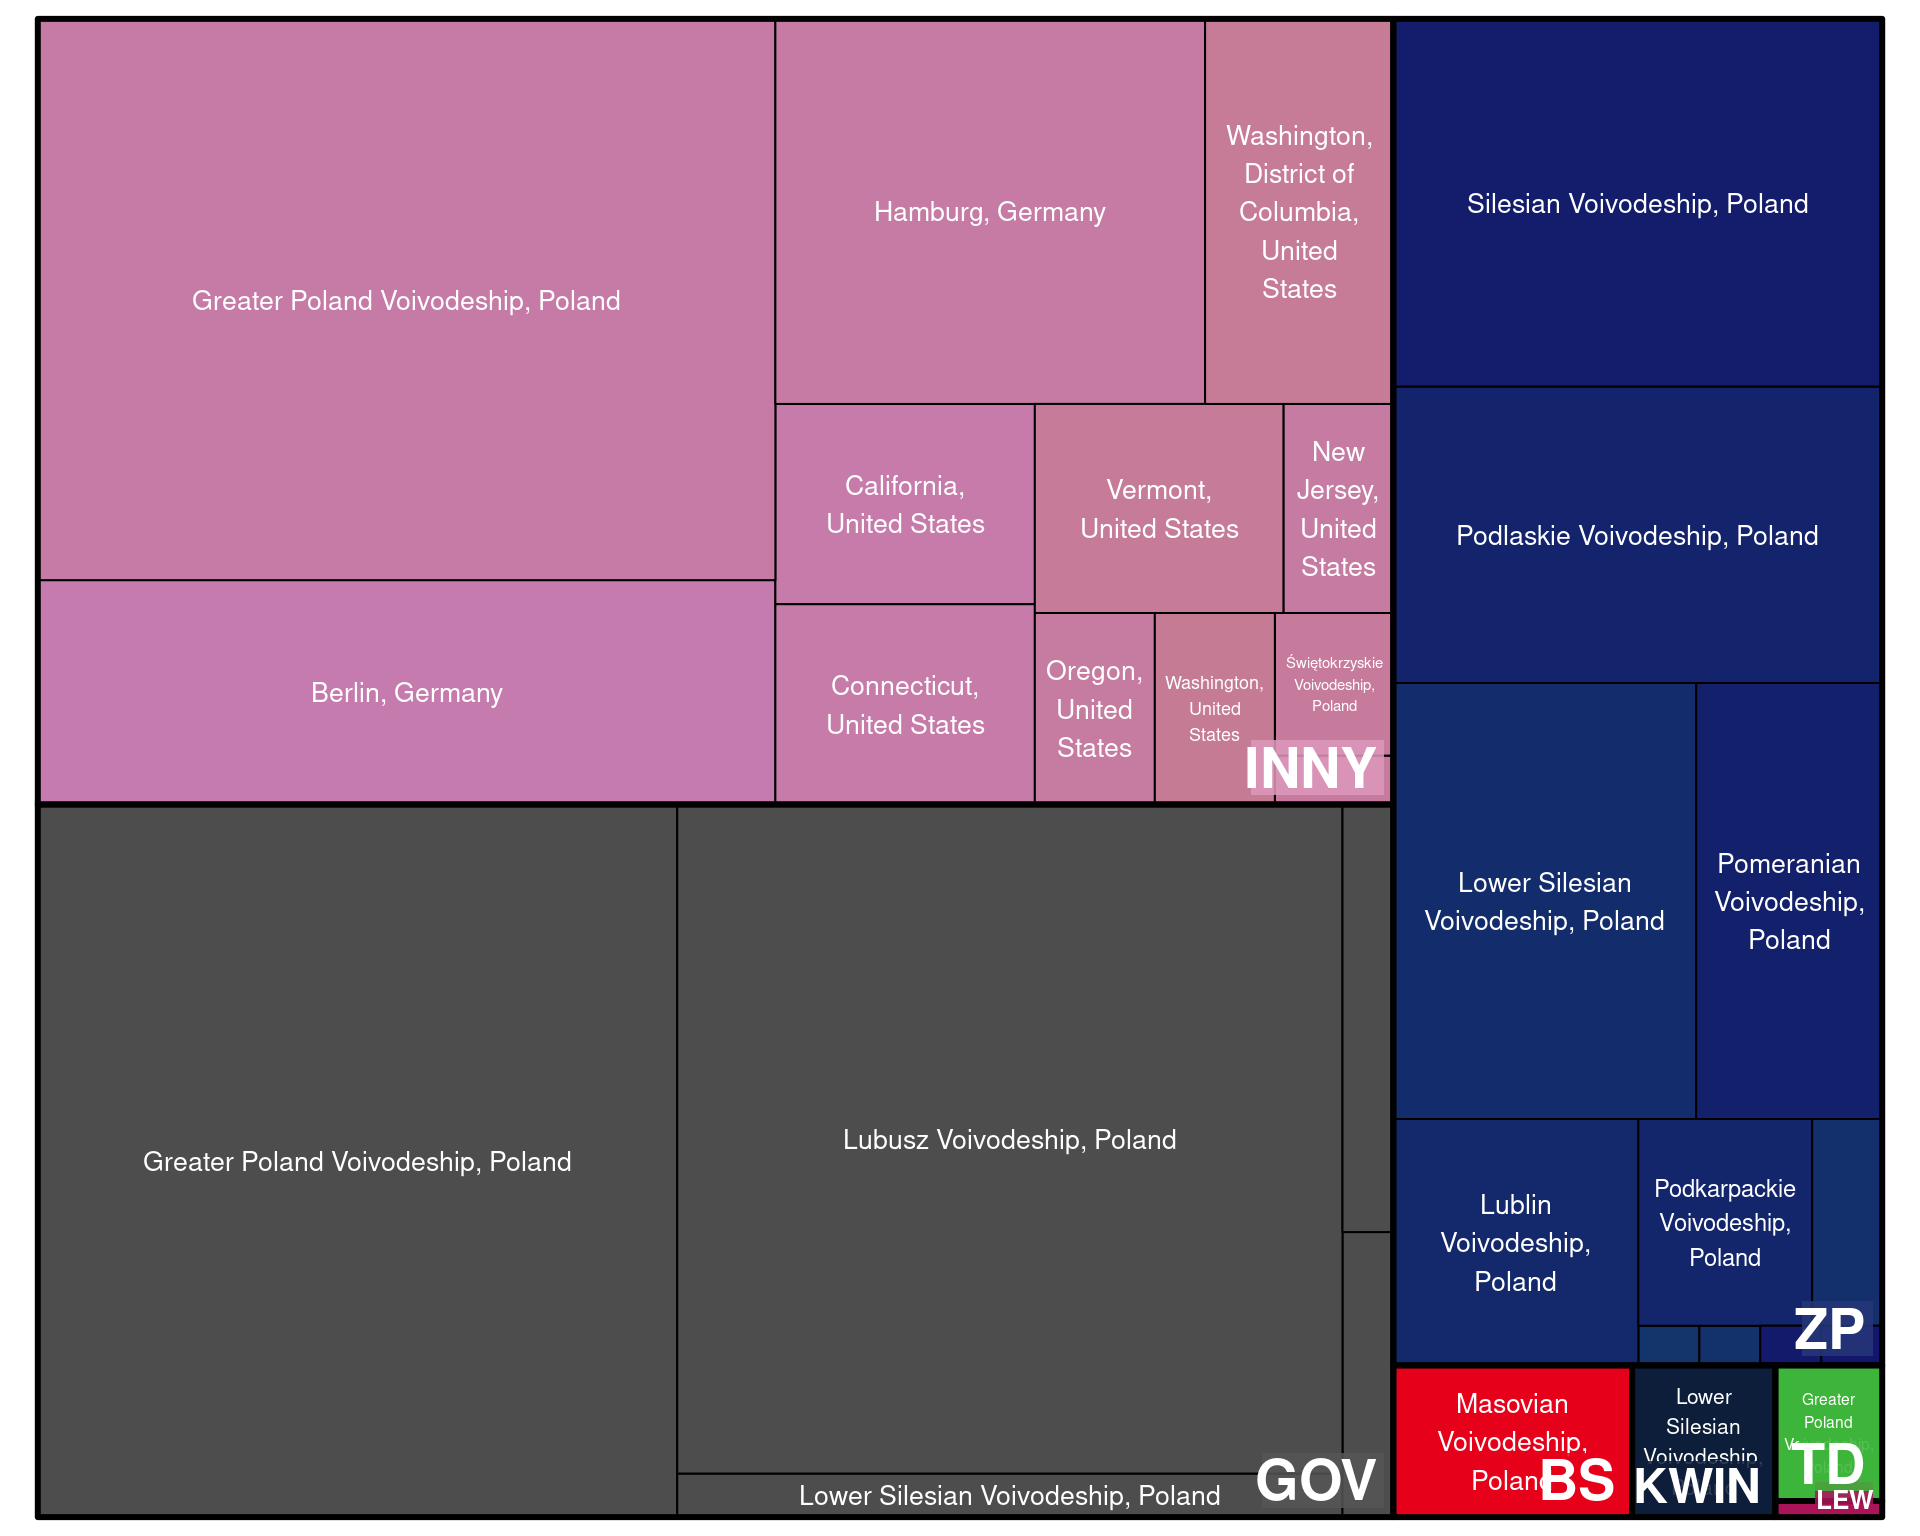 Greater Poland Voivodeship, Poland
Berlin, Germany
Hamburg, Germany
Washington,
District of
Columbia,
United
States
California,
United States
Connecticut,
United States
Vermont,
United States
New
Jersey,
United
States
Oregon,
United
States
Washington,
United
States
Świętokrzyskie
Voivodeship,
Poland
INNY
Greater Poland Voivodeship, Poland
Lubusz Voivodeship, Poland
Lower Silesian Voivodeship, Poland
GOV
Silesian Voivodeship, Poland
Podlaskie Voivodeship, Poland
Lower Silesian
Voivodeship, Poland
Pomeranian
Voivodeship,
Poland
Lublin
Voivodeship,
Poland
Podkarpackie
Voivodeship,
Poland
ZP
Masovian
Voivodeship,
Poland
BS
Lower
Silesian
Voivodeship,
KWIN
Greater
Poland
TD
LEW